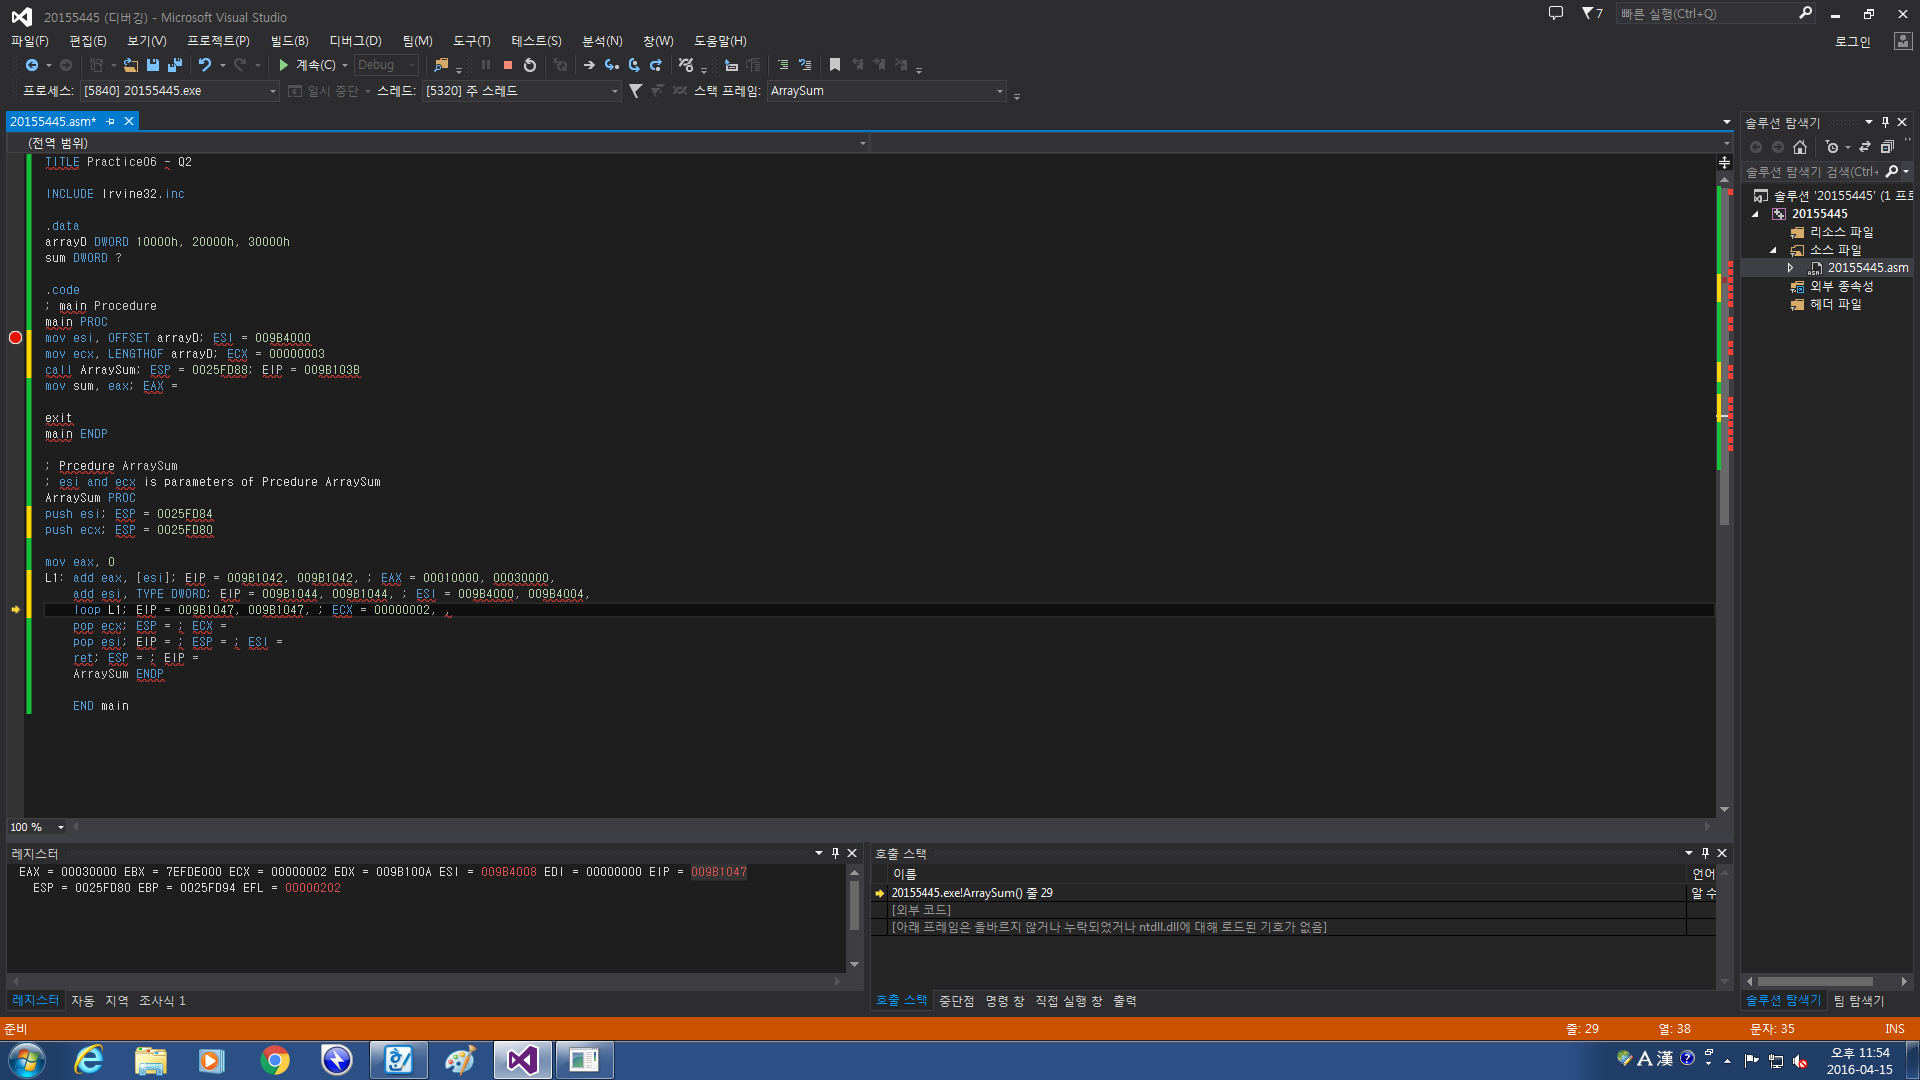 20155445 (디버깅) - Microsoft Visual Studio
7
빠른 실행(Ctrl+Q)
파일(F) 편집(E) 보기(V) 프로젝트(P) 빌드(B) 디버그(D) 팀(M) 도구(T) 테스트(S) 분석(N) 창(W) 도움말(H)
로그인
계속(C) Debug
프로세스: [5840] 20155445.exe 일시 중단 스레드: [5320] 주 스레드 스택 프레임: ArraySum
20155445.asm*
(전역 범위)
TITLE Practice06 - Q2
INCLUDE Irvine32.inc
.data
arrayD DWORD 10000h, 20000h, 30000h
sum DWORD ?
.code
; main Procedure
main PROC
mov esi, OFFSET arrayD; ESI = 009B4000
mov ecx, LENGTHOF arrayD; ECX = 00000003
call ArraySum; ESP = 0025FD88; EIP = 009B103B
mov sum, eax; EAX =
exit
main ENDP
; Prcedure ArraySum
; esi and ecx is parameters of Prcedure ArraySum
ArraySum PROC
push esi; ESP = 0025FD84
push ecx; ESP = 0025FD80
mov eax, 0
L1: add eax, [esi]; EIP = 009B1042, 009B1042, ; EAX = 00010000, 00030000,
add esi, TYPE DWORD; EIP = 009B1044, 009B1044, ; ESI = 009B4000, 009B4004,
loop L1; EIP = 009B1047, 009B1047, ; ECX = 00000002, ,
pop ecx; ESP = ; ECX =
pop esi; EIP = ; ESP = ; ESI =
ret; ESP = ; EIP =
ArraySum ENDP
END main
100 %
레지스터
EAX = 00030000 EBX = 7EFDE000 ECX = 00000002 EDX = 009B100A ESI = 009B4008 EDI = 00000000 EIP = 009B1047
ESP = 0025FD80 EBP = 0025FD94 EFL = 00000202
레지스터 자동 지역 조사식 1
호출 스택
이름 언어
20155445.exe!ArraySum() 줄 29 알 수
[외부 코드]
[아래 프레임은 올바르지 않거나 누락되었거나 ntdll.dll에 대해 로드된 기호가 없음]
호출 스택 중단점 명령 창 직접 실행 창 출력
솔루션 탐색기
솔루션 탐색기 검색(Ctrl+
솔루션 '20155445' (1 프로
20155445
리소스 파일
소스 파일
20155445.asm
외부 종속성
헤더 파일
솔루션 탐색기 팀 탐색기
준비 줄: 29 열: 38 문자: 35 INS
A 漢
오후 11:54
2016-04-15